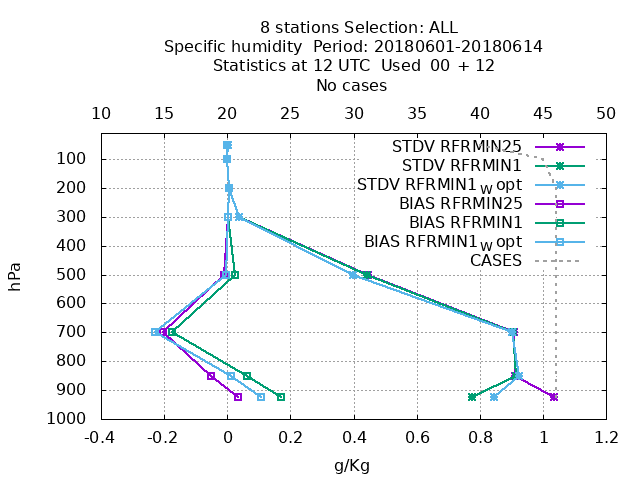 8 stations Selection: ALL
Specific humidity  Period: 20180601-20180614
Statistics at 12 UTC  Used  00 + 12
No cases
10 15 20 25 30 35 40 45 50
STDV RFRMIN25
STDV RFRMIN1
STDV RFRMIN1w opt
BIAS RFRMIN25
BIAS RFRMIN1
BIAS RFRMIN1w opt
CASES
100
200
300
400
500
600
700
800
900
1000
hPa
-0.4 -0.2 0 0.2 0.4 0.6 0.8 1 1.2
g/Kg